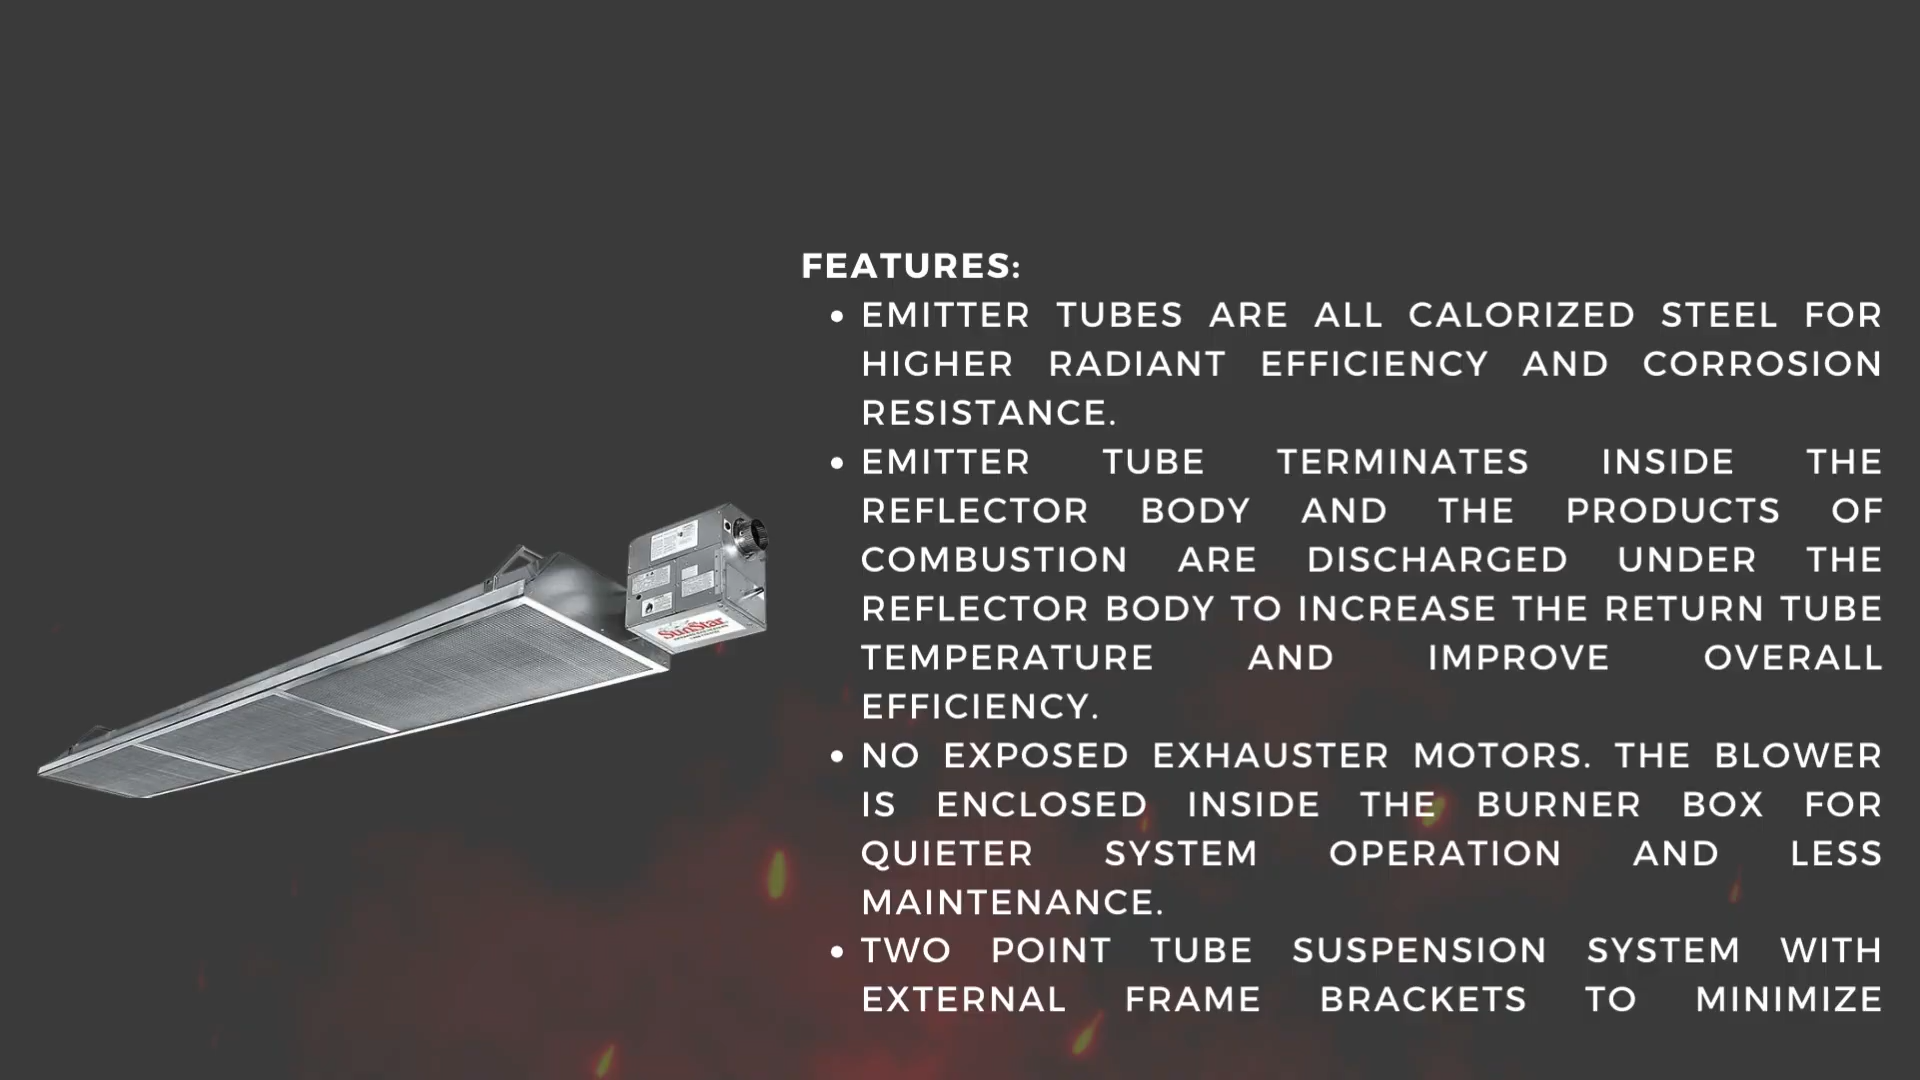 FEATURES:
• EMITTER TUBES ARE ALL CALORIZED STEEL FOR
HIGHER RADIANT EFFICIENCY AND CORROSION
RESISTANCE.
• EMITTER TUBE TERMINATES INSIDE THE
REFLECTOR BODY AND THE PRODUCTS OF
COMBUSTION ARE DISCHARGED UNDER THE
REFLECTOR BODY TO INCREASE THE RETURN TUBE
TEMPERATURE AND IMPROVE OVERALL
EFFICIENCY.
• NO EXPOSED EXHAUSTER MOTORS. THE BLOWER
IS ENCLOSED INSIDE THE BURNER BOX FOR
QUIETER SYSTEM OPERATION AND LESS
MAINTENANCE.
• TWO POINT TUBE SUSPENSION SYSTEM WITH
EXTERNAL FRAME BRACKETS TO MINIMIZE
SunStar